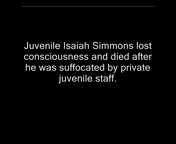 Juvenile Isaiah Simmons lost
consciousness and died after
he was suffocated by private
juvenile staff.